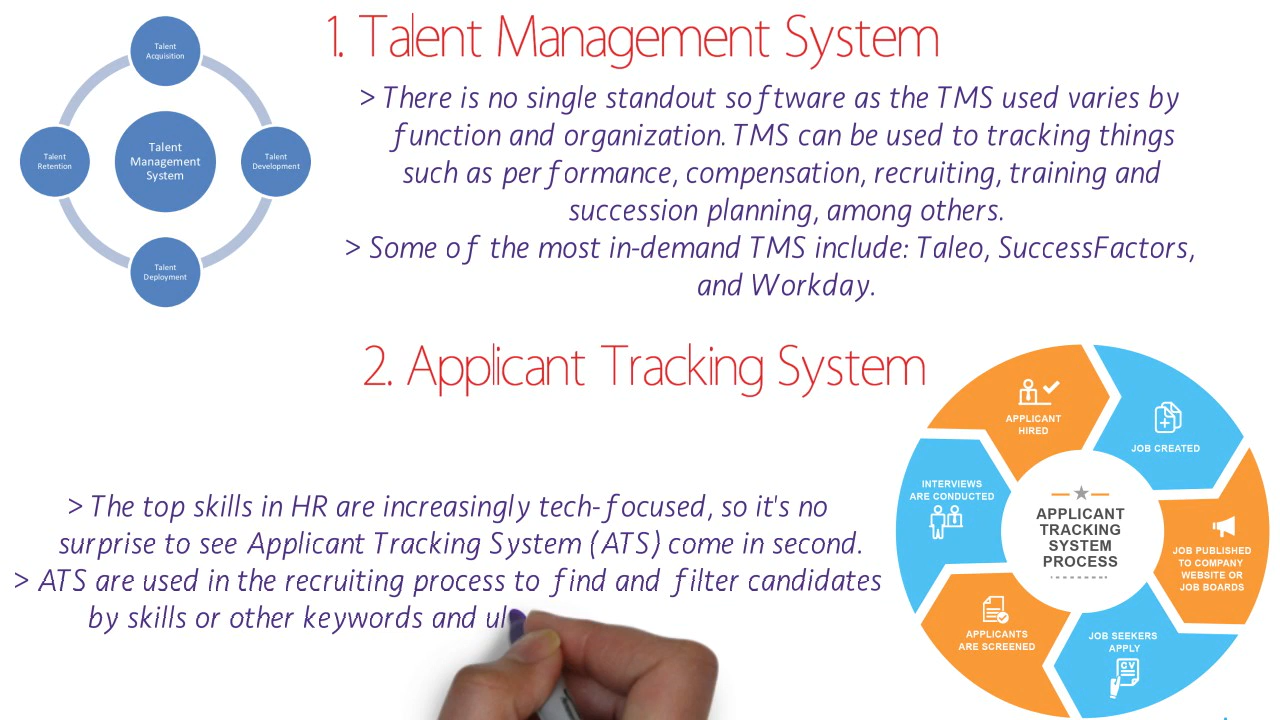 Talent
Acquisition
Talent
Retention
Talent
Management
System
Talent
Development
Talent
Deployment
1. Talent Management System
> There is no single standout software as the TMS used varies by
function and organization. TMS can be used to tracking things
such as performance, compensation, recruiting, training and
succession planning, among others.
> Some of the most in-demand TMS include: Taleo, SuccessFactors,
and Workday.
2. Applicant Tracking System
> The top skills in HR are increasingly tech-focused, so it's no
surprise to see Applicant Tracking System (ATS) come in second.
> ATS are used in the recruiting process to find and filter candidates
by skills or other keywords and
APPLICANT
HIRED
JOB CREATED
INTERVIEWS
ARE CONDUCTED
APPLICANT
TRACKING
SYSTEM
PROCESS
JOB PUBLISHED
TO COMPANY
WEBSITE OR
JOB BOARDS
APPLICANTS
ARE SCREENED
JOB SEEKERS
APPLY
CV